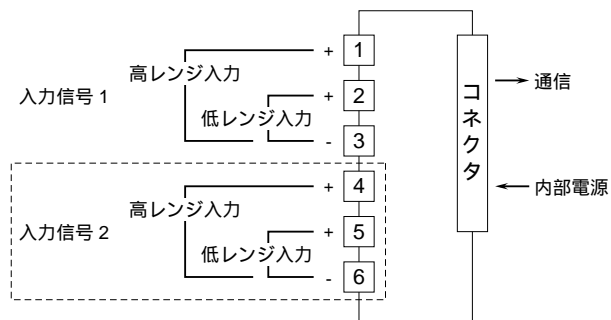 + 1
高レンジ入力
入力信号 1
+ 2
低レンジ入力
- 3
+ 4
高レンジ入力
入力信号 2
+ 5
低レンジ入力
- 6
コネクタ
通信
内部電源